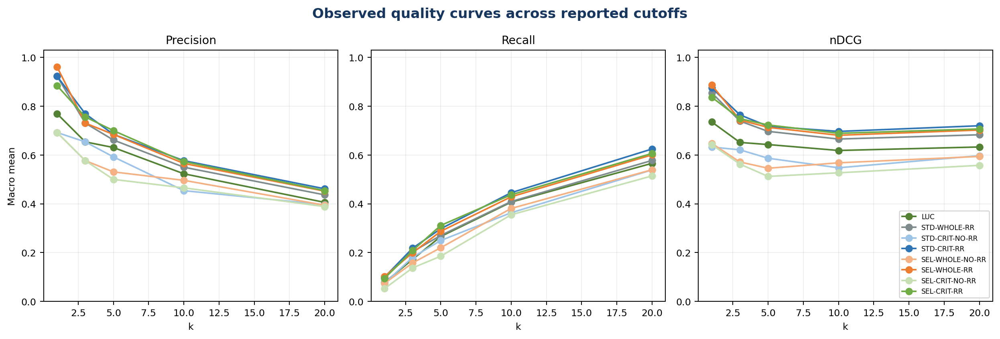 Observed quality curves across reported cutoffs
Precision
Macro mean
1.0
0.8
0.6
0.4
0.2
0.0
2.5 5.0 7.5 10.0 12.5 15.0 17.5 20.0
k
Recall
1.0
0.8
0.6
0.4
0.2
0.0
2.5 5.0 7.5 10.0 12.5 15.0 17.5 20.0
k
nDCG
1.0
0.8
0.6
0.4
0.2
0.0
2.5 5.0 7.5 10.0 12.5 15.0 17.5 20.0
k
LUC
STD-WHOLE-RR
STD-CRIT-NO-RR
STD-CRIT-RR
SEL-WHOLE-NO-RR
SEL-WHOLE-RR
SEL-CRIT-NO-RR
SEL-CRIT-RR